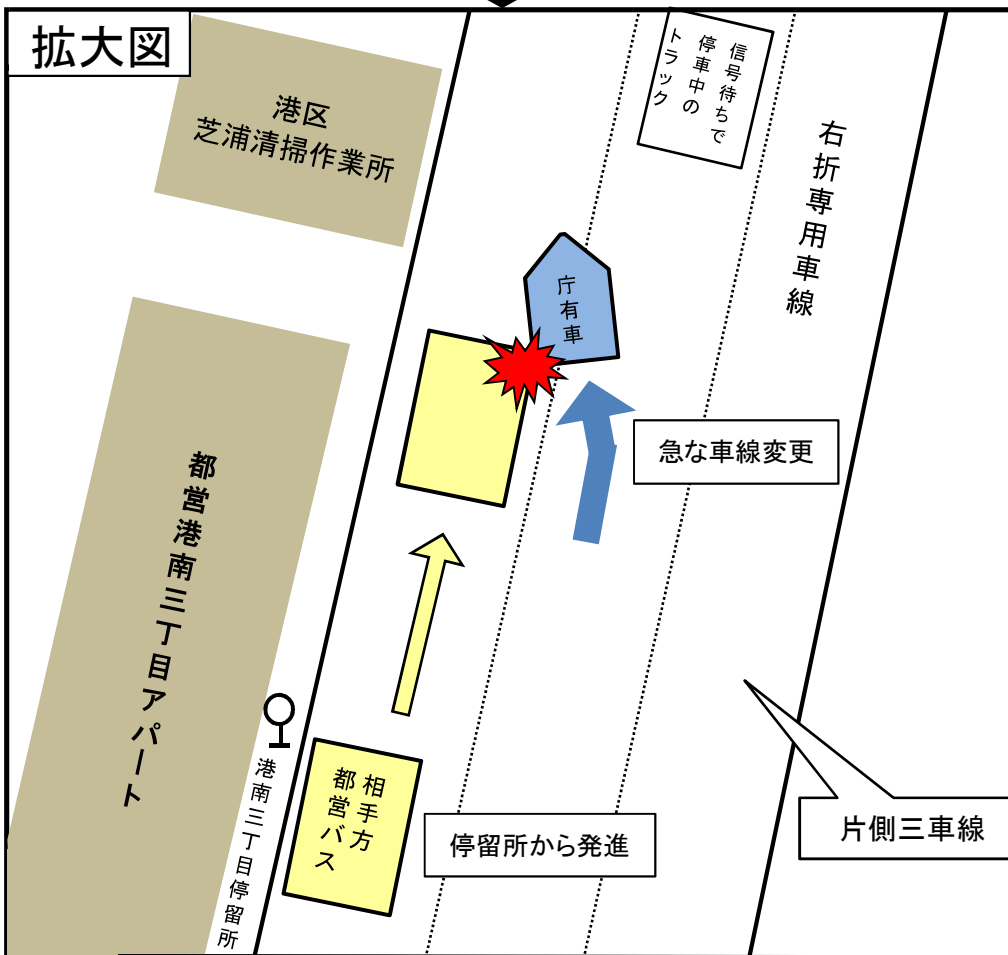 拡大図
港区
芝浦清掃作業所
信号待ちで
停車中の
トラック
右折専用車線
庁有車
急な車線変更
都営港南三丁目アパート
港南三丁目停留所
相手方
都営バス
停留所から発進
片側三車線